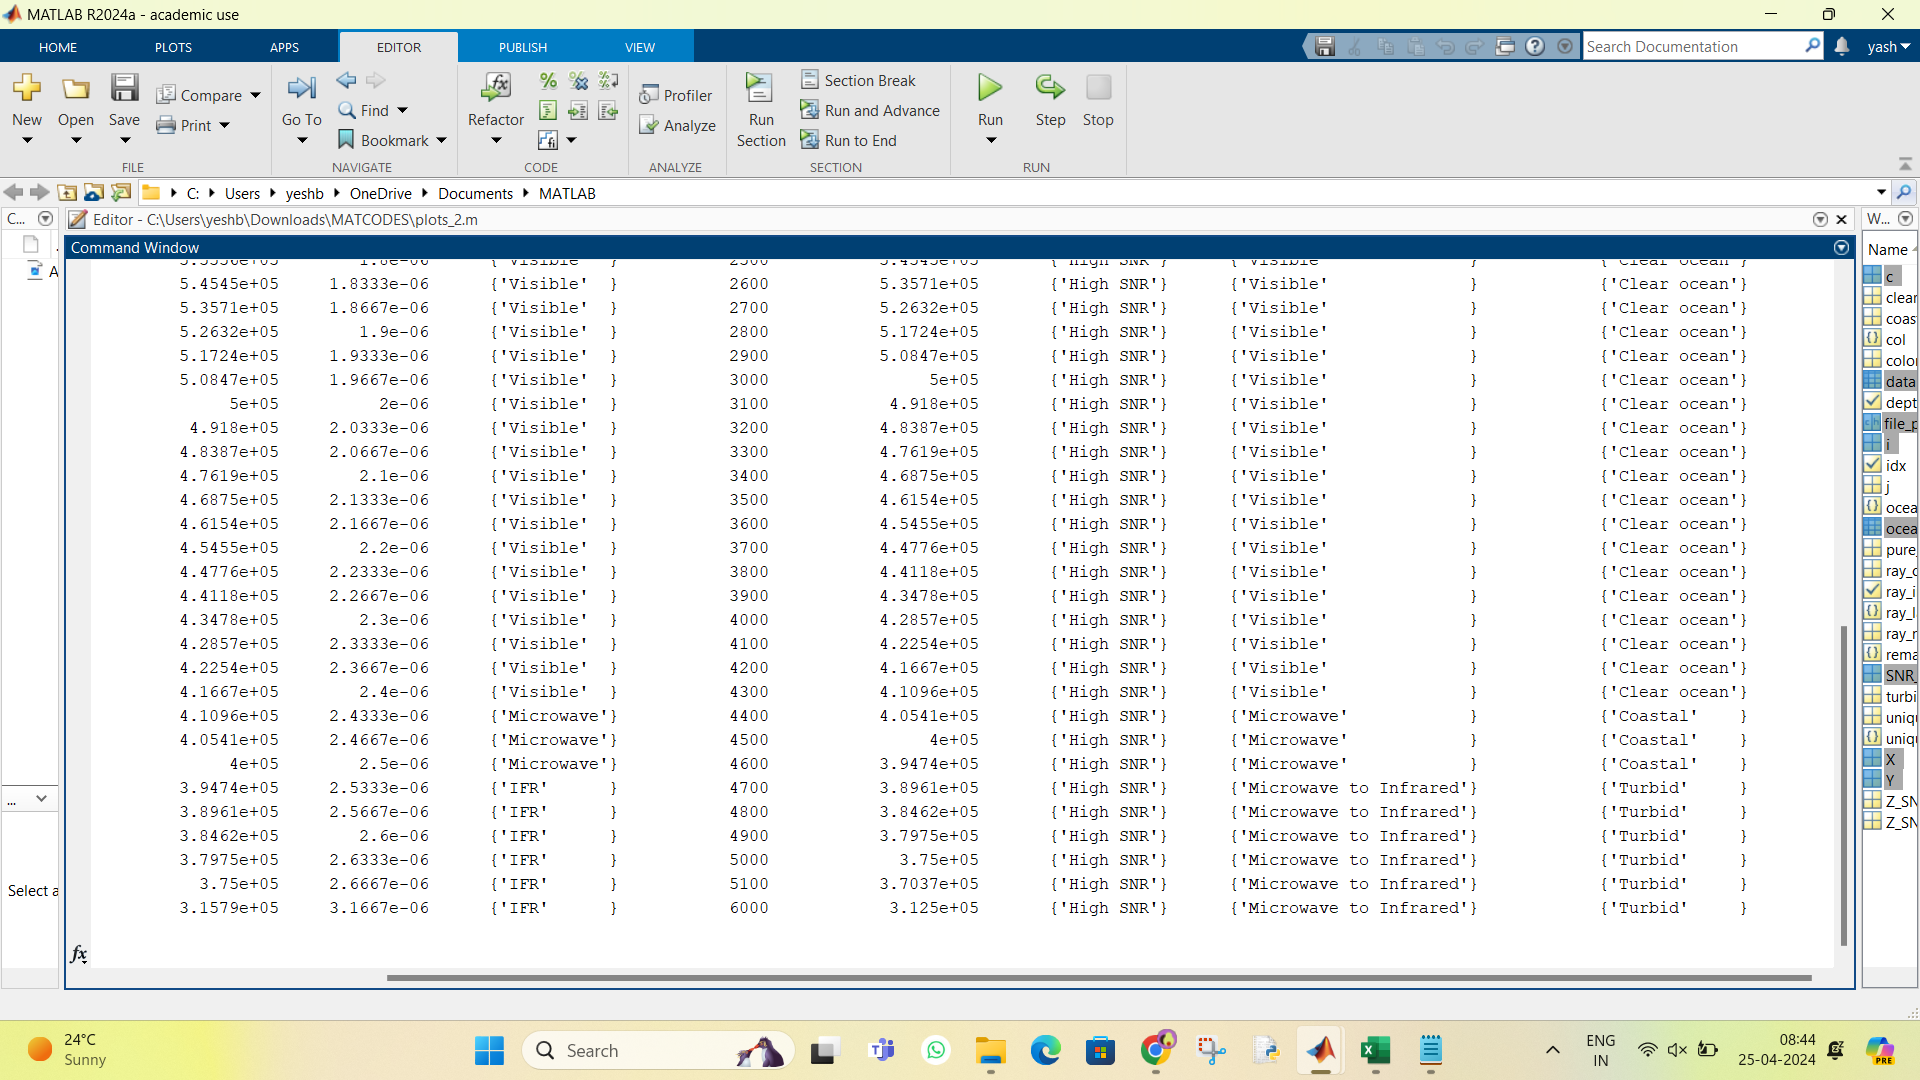 MATLAB R2024a - academic use
HOME PLOTS APPS EDITOR PUBLISH VIEW Search Documentation yash
New Open Save Compare Print Go To Find Bookmark Refactor Profiler Analyze Run Section Section Break Run and Advance Run to End Run Step Stop
FILE NAVIGATE CODE ANALYZE SECTION RUN
C: Users yeshb OneDrive Documents MATLAB
C... Editor - C:\Users\yeshb\Downloads\MATCODES\plots_2.m W...
Command Window
Name
5.4545e+05 1.8333e-06 {'Visible' } 2600 5.3571e+05 {'High SNR'} {'Visible' } {'Clear ocean'}
5.3571e+05 1.8667e-06 {'Visible' } 2700 5.2632e+05 {'High SNR'} {'Visible' } {'Clear ocean'}
5.2632e+05 1.9e-06 {'Visible' } 2800 5.1724e+05 {'High SNR'} {'Visible' } {'Clear ocean'}
5.1724e+05 1.9333e-06 {'Visible' } 2900 5.0847e+05 {'High SNR'} {'Visible' } {'Clear ocean'}
5.0847e+05 1.9667e-06 {'Visible' } 3000 5e+05 {'High SNR'} {'Visible' } {'Clear ocean'}
5e+05 2e-06 {'Visible' } 3100 4.918e+05 {'High SNR'} {'Visible' } {'Clear ocean'}
4.918e+05 2.0333e-06 {'Visible' } 3200 4.8387e+05 {'High SNR'} {'Visible' } {'Clear ocean'}
4.8387e+05 2.0667e-06 {'Visible' } 3300 4.7619e+05 {'High SNR'} {'Visible' } {'Clear ocean'}
4.7619e+05 2.1e-06 {'Visible' } 3400 4.6875e+05 {'High SNR'} {'Visible' } {'Clear ocean'}
4.6875e+05 2.1333e-06 {'Visible' } 3500 4.6154e+05 {'High SNR'} {'Visible' } {'Clear ocean'}
4.6154e+05 2.1667e-06 {'Visible' } 3600 4.5455e+05 {'High SNR'} {'Visible' } {'Clear ocean'}
4.5455e+05 2.2e-06 {'Visible' } 3700 4.4776e+05 {'High SNR'} {'Visible' } {'Clear ocean'}
4.4776e+05 2.2333e-06 {'Visible' } 3800 4.4118e+05 {'High SNR'} {'Visible' } {'Clear ocean'}
4.4118e+05 2.2667e-06 {'Visible' } 3900 4.3478e+05 {'High SNR'} {'Visible' } {'Clear ocean'}
4.3478e+05 2.3e-06 {'Visible' } 4000 4.2857e+05 {'High SNR'} {'Visible' } {'Clear ocean'}
4.2857e+05 2.3333e-06 {'Visible' } 4100 4.2254e+05 {'High SNR'} {'Visible' } {'Clear ocean'}
4.2254e+05 2.3667e-06 {'Visible' } 4200 4.1667e+05 {'High SNR'} {'Visible' } {'Clear ocean'}
4.1667e+05 2.4e-06 {'Visible' } 4300 4.1096e+05 {'High SNR'} {'Visible' } {'Clear ocean'}
4.1096e+05 2.4333e-06 {'Microwave'} 4400 4.0541e+05 {'High SNR'} {'Microwave' } {'Coastal' }
4.0541e+05 2.4667e-06 {'Microwave'} 4500 4e+05 {'High SNR'} {'Microwave' } {'Coastal' }
4e+05 2.5e-06 {'Microwave'} 4600 3.9474e+05 {'High SNR'} {'Microwave' } {'Coastal' }
3.9474e+05 2.5333e-06 {'IFR' } 4700 3.8961e+05 {'High SNR'} {'Microwave to Infrared'} {'Turbid' }
3.8961e+05 2.5667e-06 {'IFR' } 4800 3.8462e+05 {'High SNR'} {'Microwave to Infrared'} {'Turbid' }
3.8462e+05 2.6e-06 {'IFR' } 4900 3.7975e+05 {'High SNR'} {'Microwave to Infrared'} {'Turbid' }
3.7975e+05 2.6333e-06 {'IFR' } 5000 3.75e+05 {'High SNR'} {'Microwave to Infrared'} {'Turbid' }
3.75e+05 2.6667e-06 {'IFR' } 5100 3.7037e+05 {'High SNR'} {'Microwave to Infrared'} {'Turbid' }
3.1579e+05 3.1667e-06 {'IFR' } 6000 3.125e+05 {'High SNR'} {'Microwave to Infrared'} {'Turbid' }
fx
A
...
Select a
c
clear
coas
col
color
data
dept
file_p
i
idx
j
ocea
ocea
pure_
ray_c
ray_i
ray_l
ray_r
rema
SNR_
turbi
uniqu
uniqu
X
Y
Z_SN
Z_SN
24°C
Sunny
Search
ENG
IN
08:44
25-04-2024
PRE